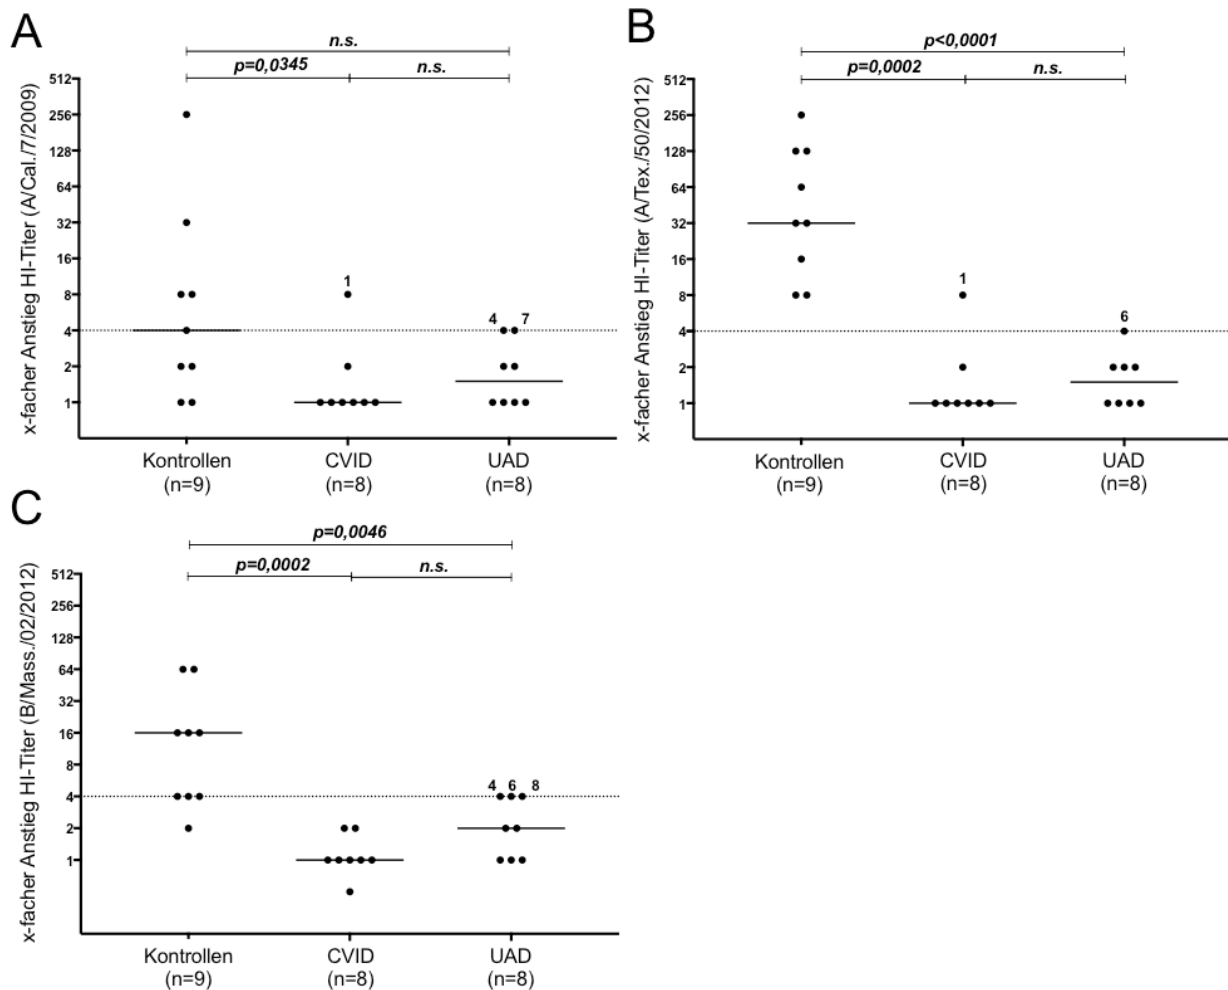 A
n.s.
p=0,0345
n.s.
x-facher Anstieg HI-Titer (A/Cal./7/2009)
512
256
128
64
32
16
8
4
2
1
1
4
7
Kontrollen
(n=9)
CVID
(n=8)
UAD
(n=8)
B
p<0,0001
p=0,0002
n.s.
x-facher Anstieg HI-Titer (A/Tex./50/2012)
512
256
128
64
32
16
8
4
2
1
1
6
Kontrollen
(n=9)
CVID
(n=8)
UAD
(n=8)
C
p=0,0046
p=0,0002
n.s.
x-facher Anstieg HI-Titer (B/Mass./02/2012)
512
256
128
64
32
16
8
4
2
1
4 6 8
Kontrollen
(n=9)
CVID
(n=8)
UAD
(n=8)